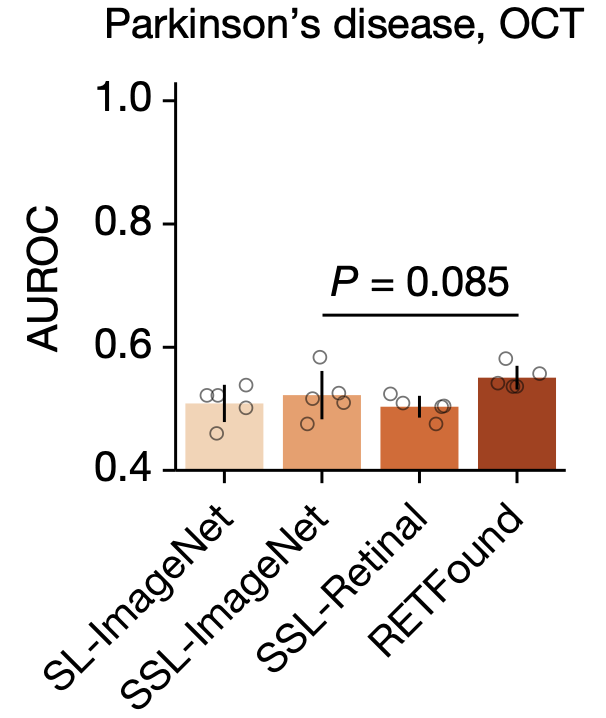 Parkinson’s disease, OCT
AUROC
1.0
0.8
0.6
0.4
P = 0.085
SL-ImageNet
SSL-ImageNet
SSL-Retinal
RETFound